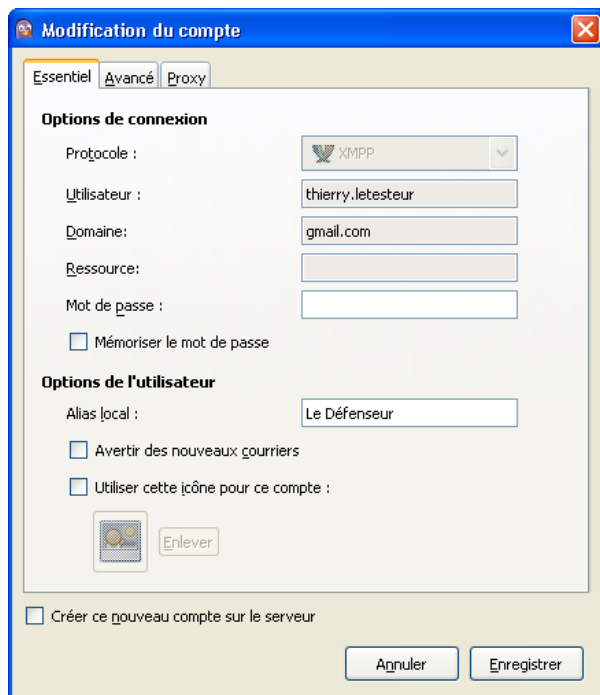 Modification du compte
Essentiel Avancé Proxy
Options de connexion
Protocole : XMPP
Utilisateur : thierry.letesteur
Domaine: gmail.com
Ressource:
Mot de passe :
Mémoriser le mot de passe
Options de l'utilisateur
Alias local : Le Défenseur
Avertir des nouveaux courriers
Utiliser cette icône pour ce compte :
Enlever
Créer ce nouveau compte sur le serveur
Annuler Enregistrer